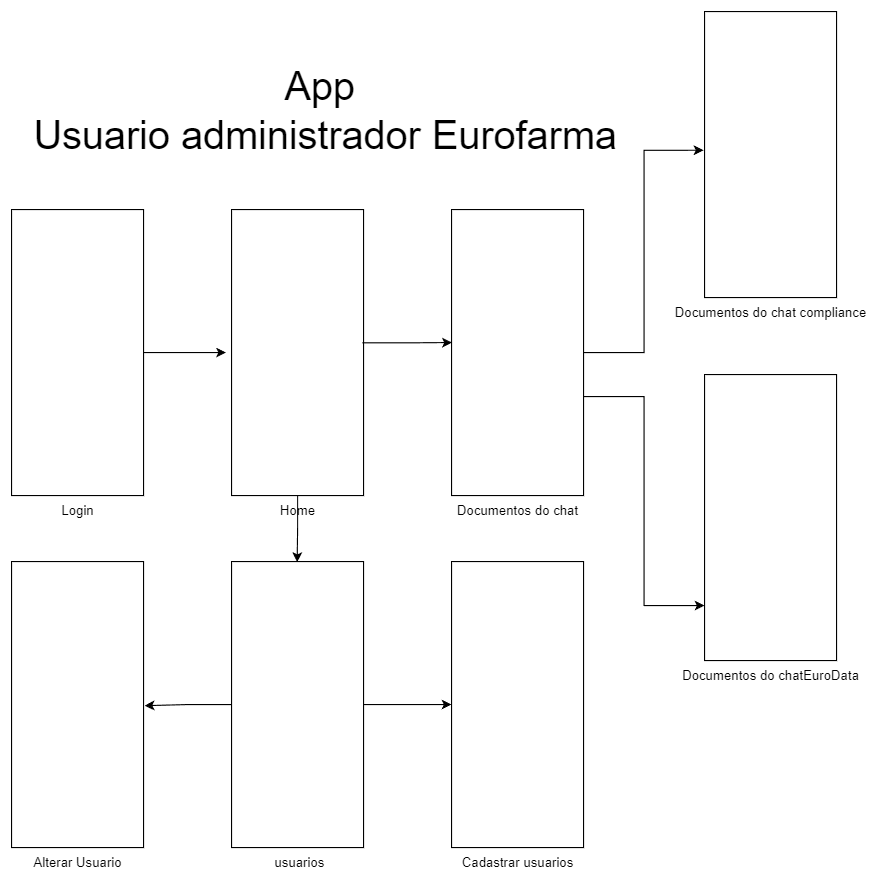 App
Usuario administrador Eurofarma
Documentos do chat compliance
Login
Home
Documentos do chat
Documentos do chatEuroData
Alterar Usuario
usuarios
Cadastrar usuarios